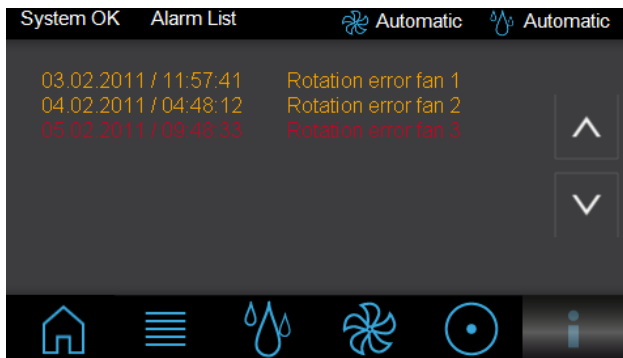 System OK Alarm List Automatic Automatic
03.02.2011 / 11:57:41 Rotation error fan 1
04.02.2011 / 04:48:12 Rotation error fan 2
05.02.2011 / 09:48:33 Rotation error fan 3